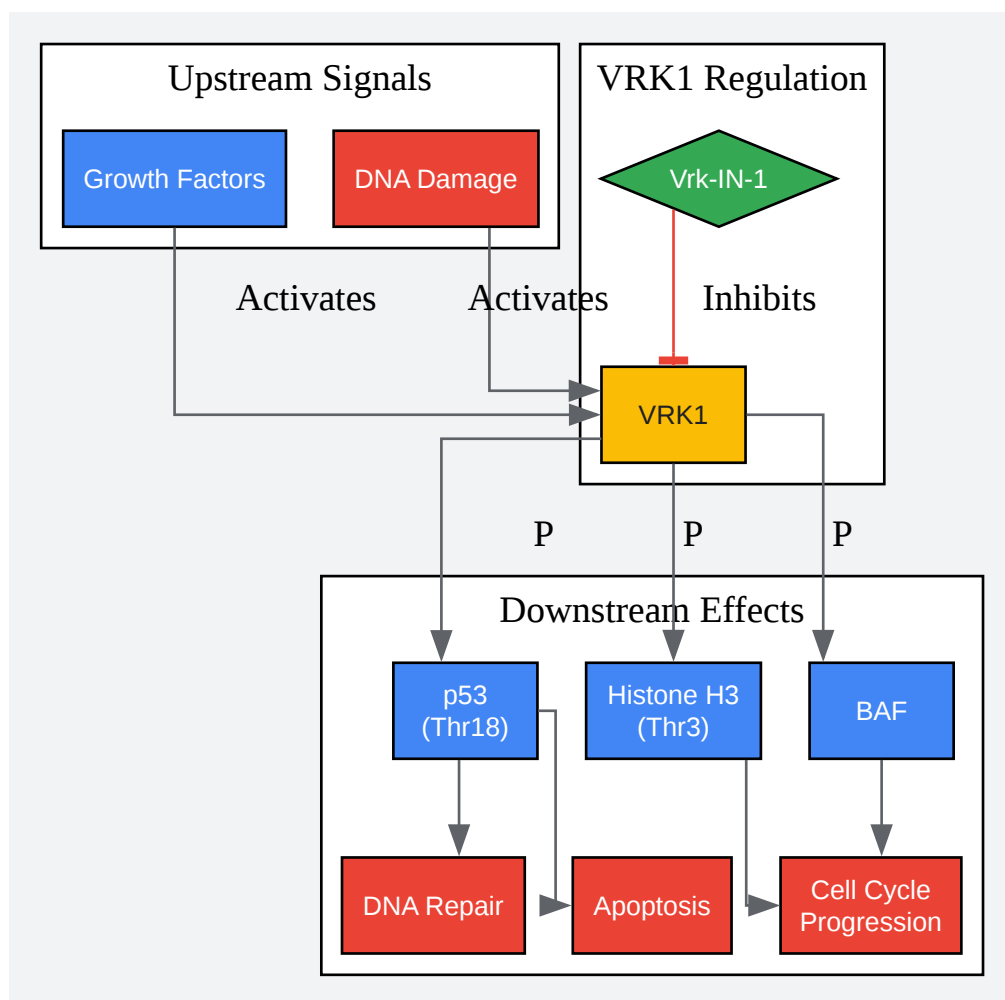 Upstream Signals
VRK1 Regulation
Growth Factors
DNA Damage
Vrk-IN-1
Activates
Activates
Inhibits
VRK1
P
P
P
Downstream Effects
p53
(Thr18)
Histone H3
(Thr3)
BAF
DNA Repair
Apoptosis
Cell Cycle
Progression